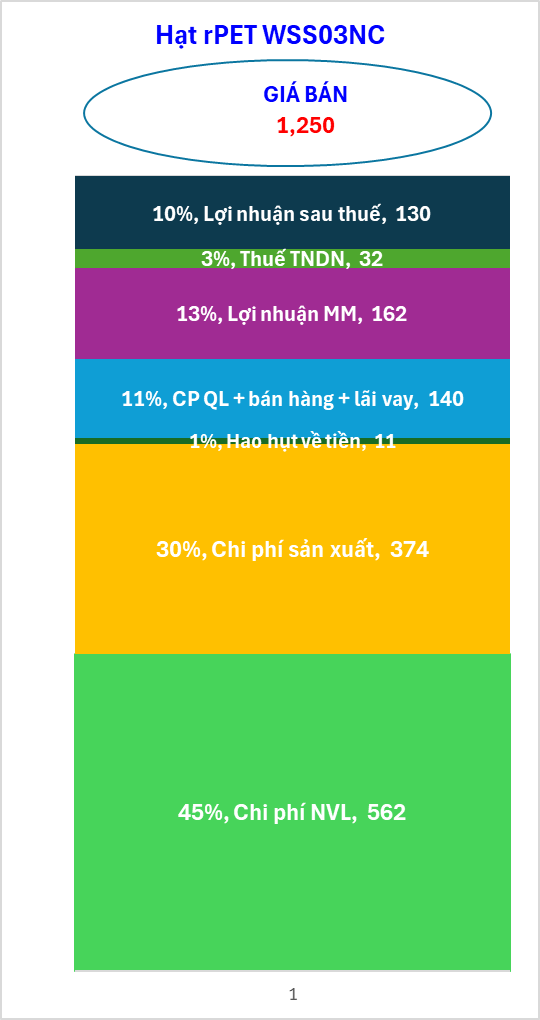 Hạt rPET WSS03NC
GIÁ BÁN
1,250
10%, Lợi nhuận sau thuế, 130
3%, Thuế TNDN, 32
13%, Lợi nhuận MM, 162
11%, CP QL + bán hàng + lãi vay, 140
1%, Hao hụt về tiền, 11
30%, Chi phí sản xuất, 374
45%, Chi phí NVL, 562
1